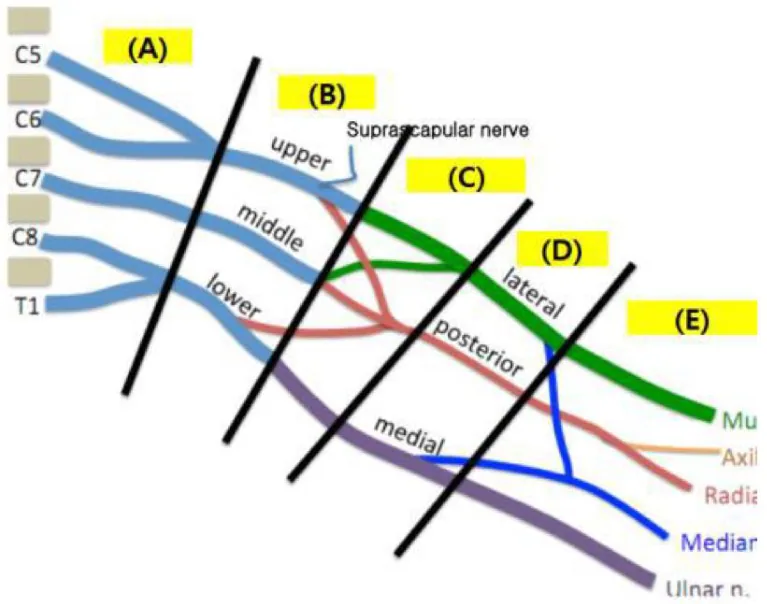 C5
(A)
(B)
C6
Suprascapular nerve
upper
C7
(C)
middle
C8
(D)
lower
lateral
T1
(E)
posterior
medial
Mu
Axil
Radia
Median
Ulnar n.